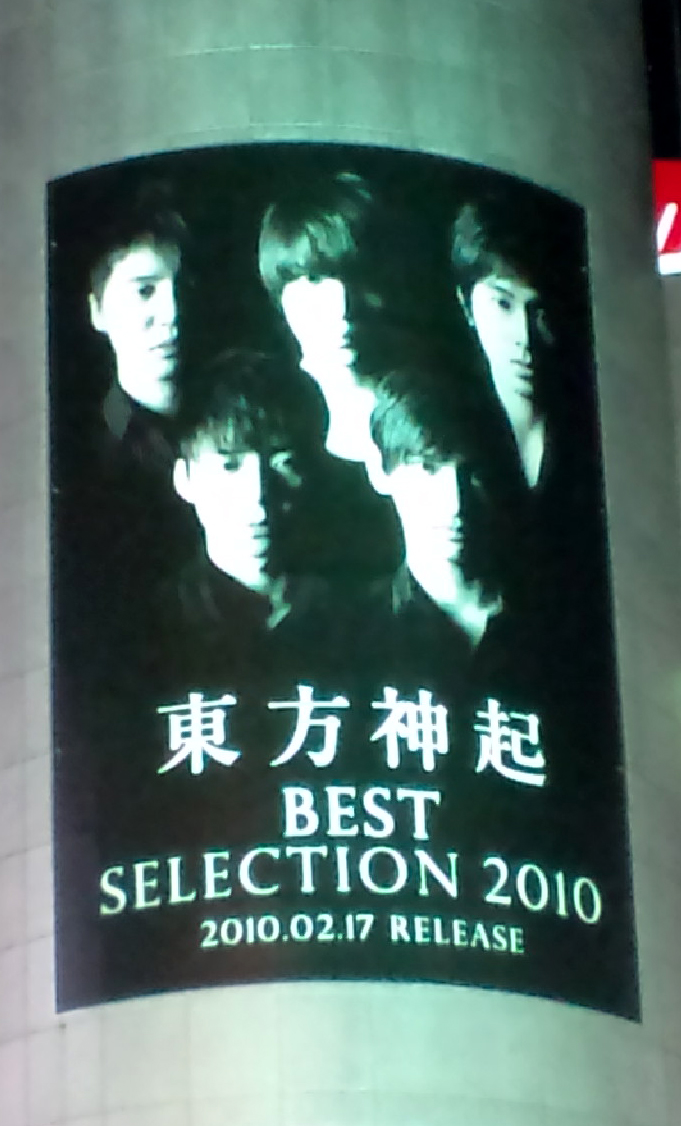 東方神起
BEST
SELECTION 2010
2010.02.17 RELEASE